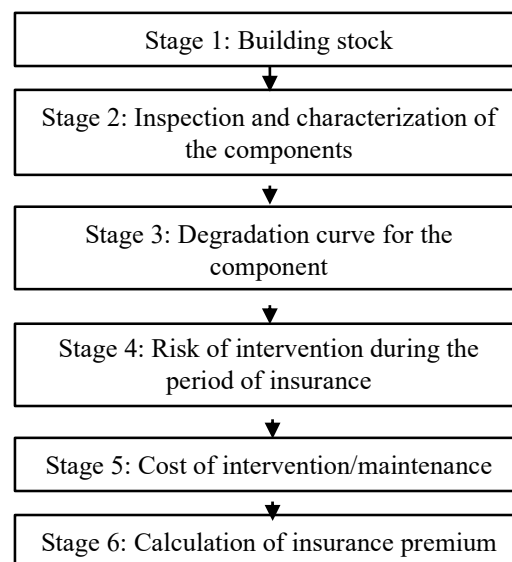 Stage 1: Building stock
Stage 2: Inspection and characterization of
the components
Stage 3: Degradation curve for the
component
Stage 4: Risk of intervention during the
period of insurance
Stage 5: Cost of intervention/maintenance
Stage 6: Calculation of insurance premium